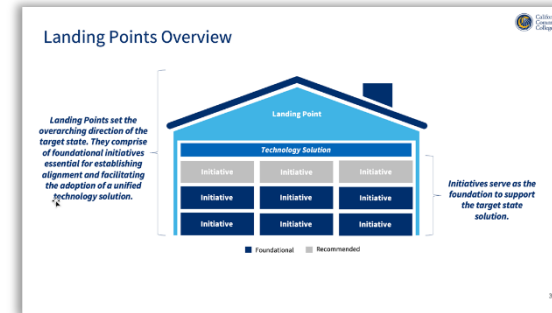 Landing Points Overview
Landing Points set the
overarching direction of the
target state. They comprise
of foundational initiatives
essential for establishing
alignment and facilitating
the adoption of a unified
technology solution.
Landing Point
Technology Solution
Initiative Initiative Initiative
Initiative Initiative Initiative
Initiative Initiative Initiative
Initiatives serve as the
foundation to support
the target state
solution.
Foundational Recommended